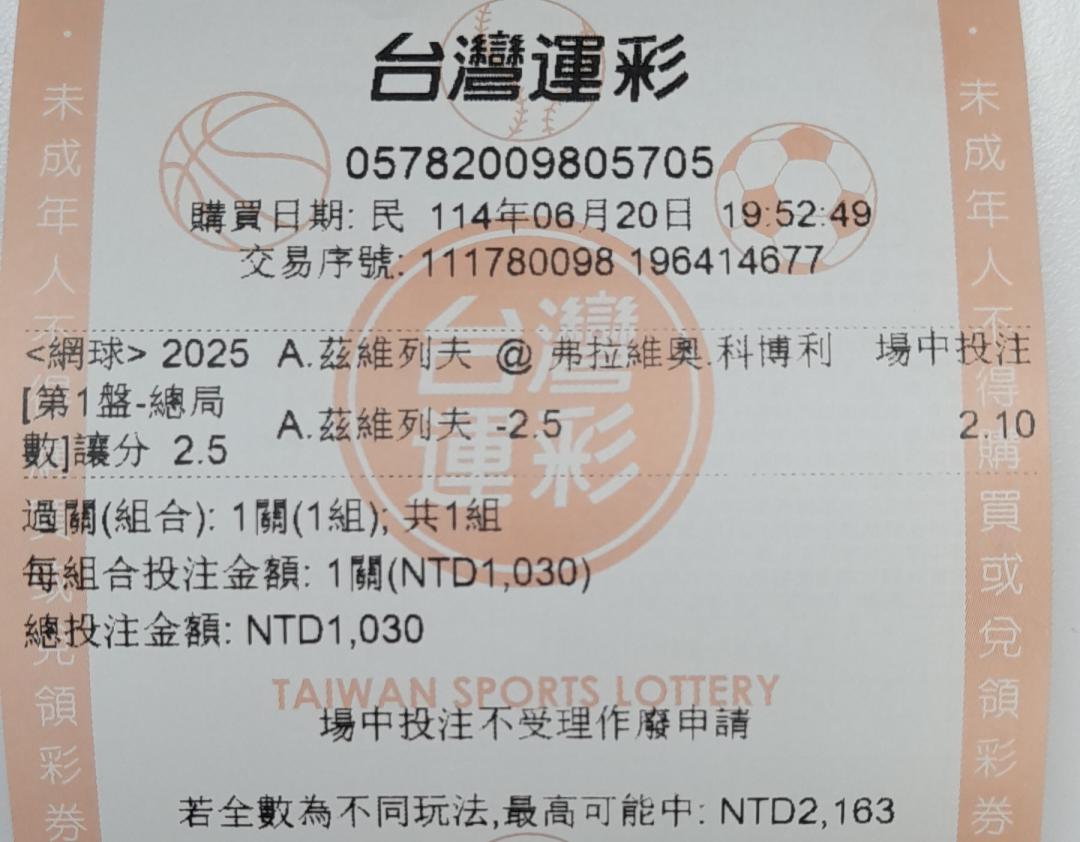 台灣運彩
05782009805705
購買日期: 民 114年06月20日 19:52:49
交易序號: 111780098 196414677
<網球> 2025 A.茲維列夫 @ 弗拉維奧.科博利 場中投注
[第1盤-總局
數]讓分 2.5
A.茲維列夫 -2.5 2.10
過關(組合): 1關(1組); 共1組
每組合投注金額: 1關(NTD1,030)
總投注金額: NTD1,030
TAIWAN SPORTS LOTTERY
場中投注不受理作廢申請
若全數為不同玩法,最高可能中: NTD2,163
台灣
運彩
未成年人不得購買或兌領彩券
未成年人不得購買或兌領彩券